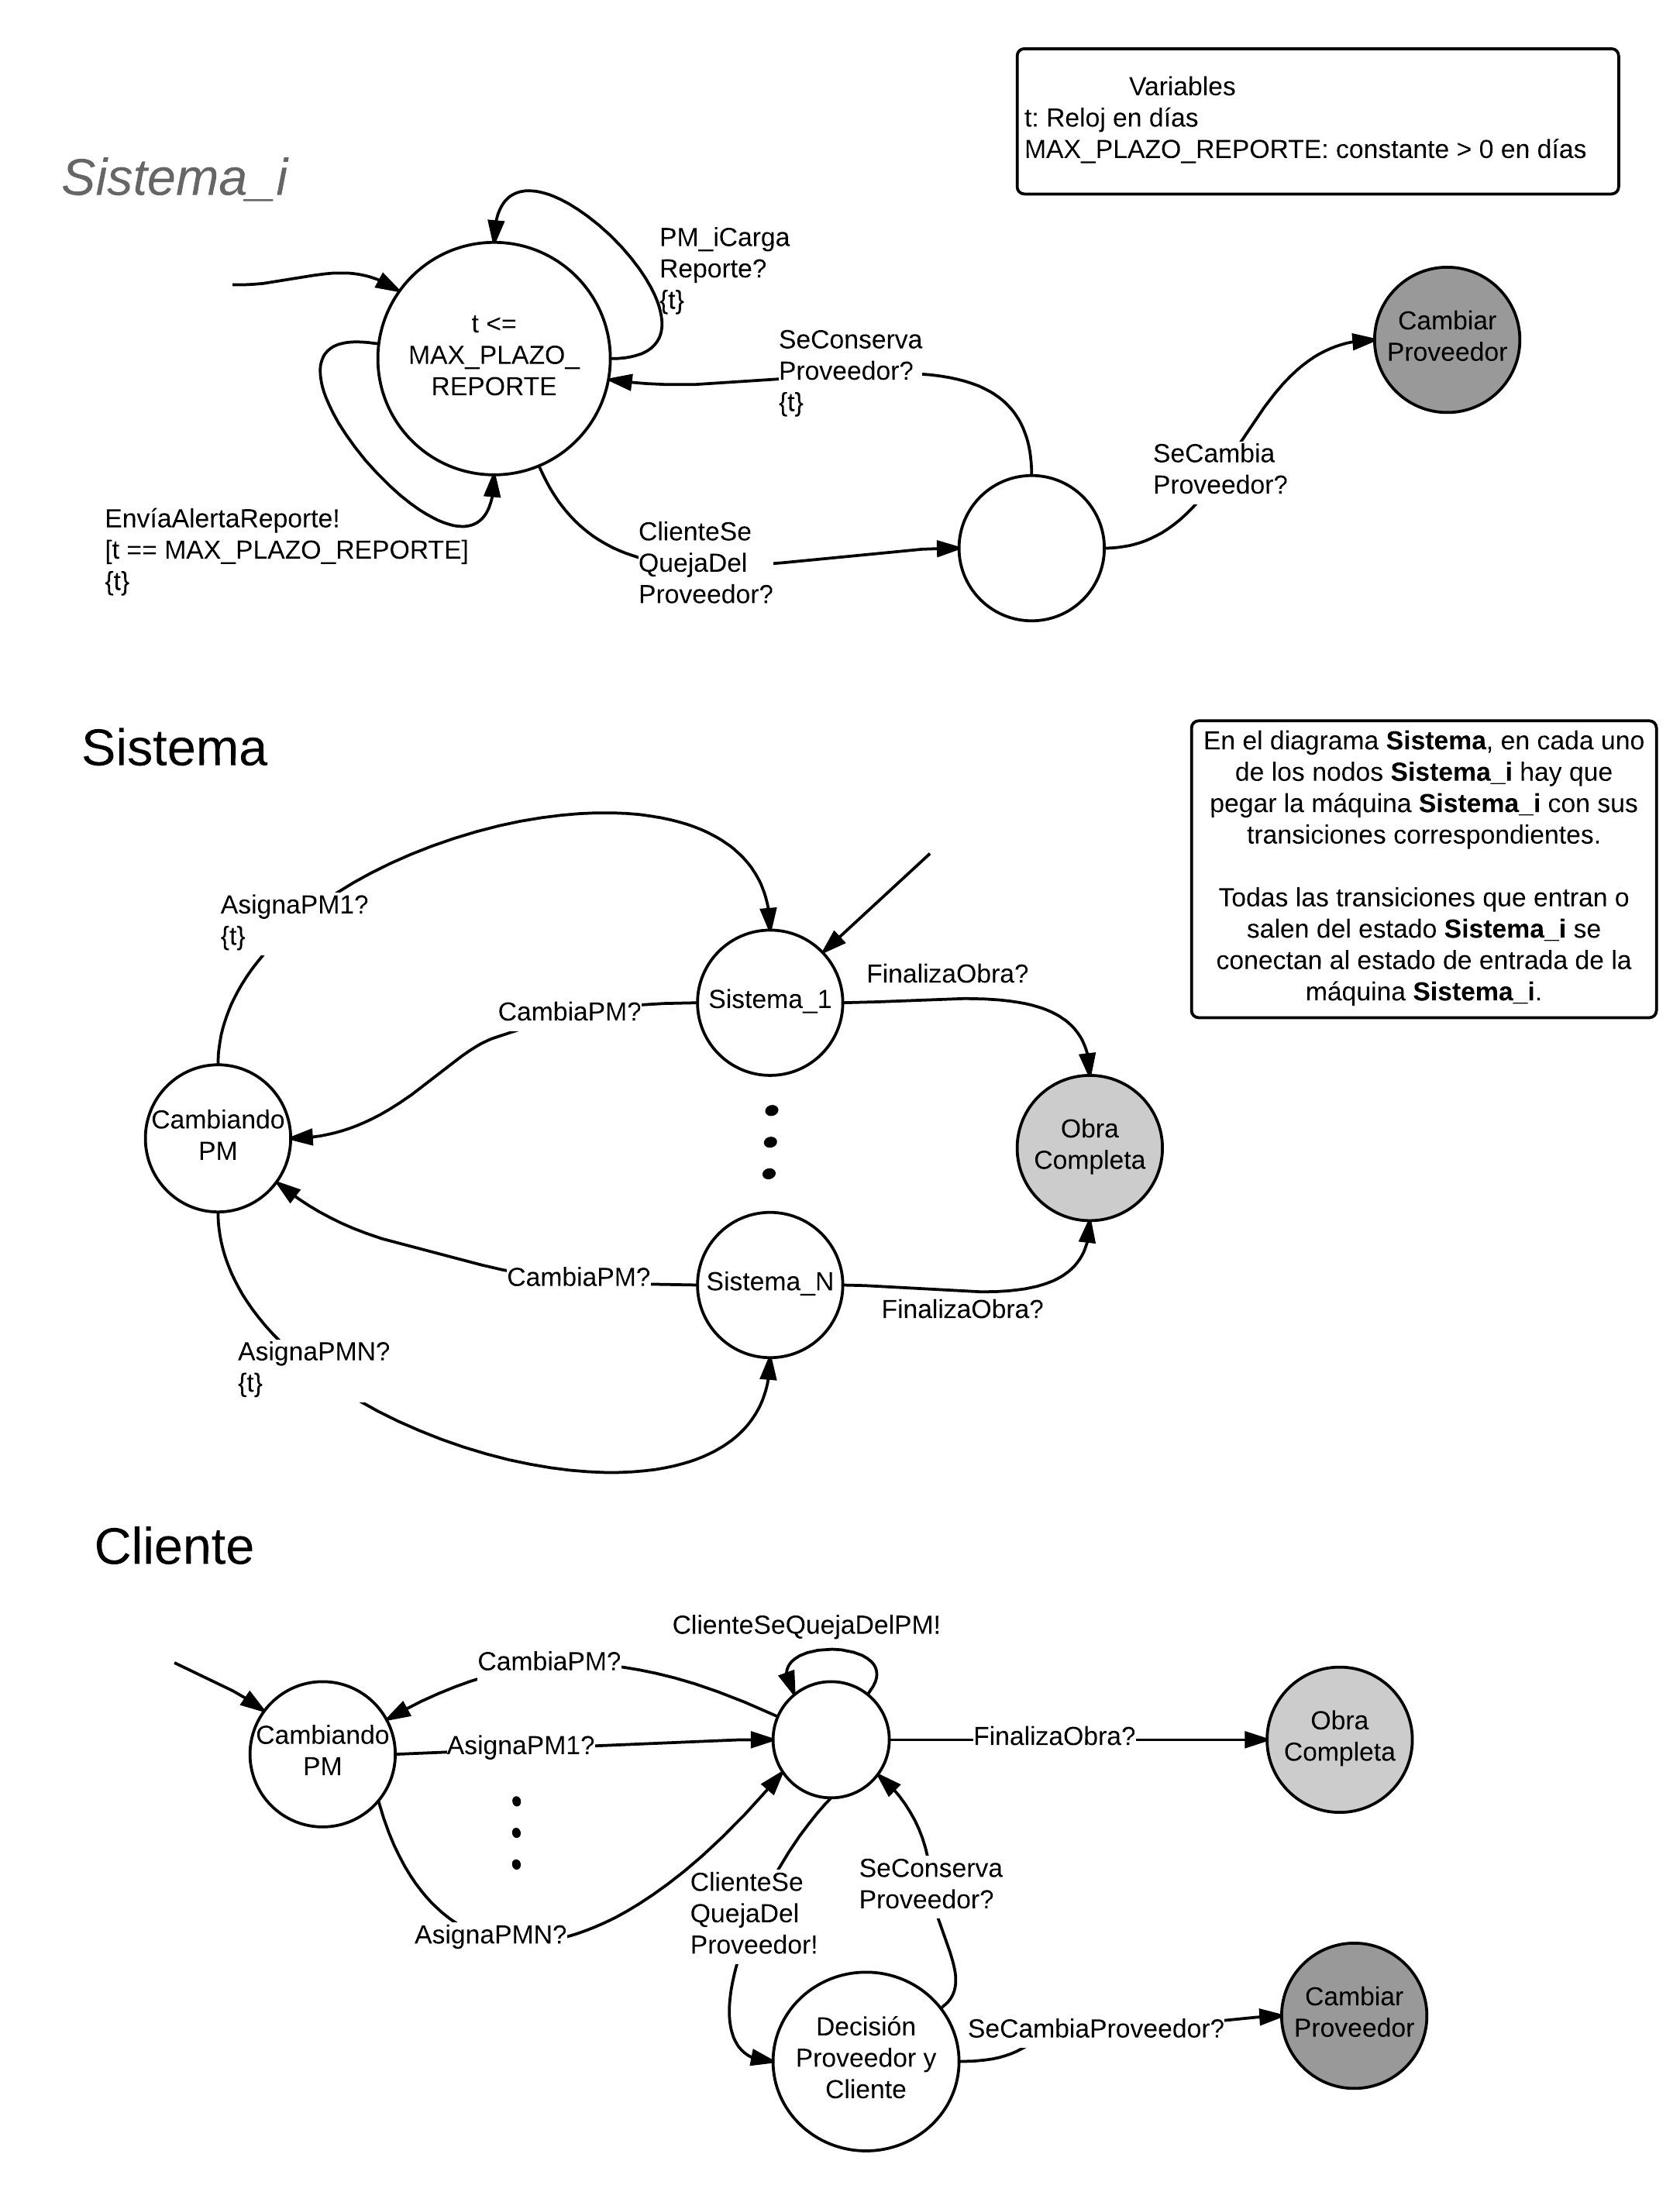 Variables
t: Reloj en días
MAX_PLAZO_REPORTE: constante > 0 en días
Sistema_i
PM_iCarga
Reporte?
{t}
t <=
MAX_PLAZO_
REPORTE
SeConserva
Proveedor?
{t}
Cambiar
Proveedor
SeCambia
Proveedor?
EnvíaAlertaReporte!
[t == MAX_PLAZO_REPORTE]
{t}
ClienteSe
QuejaDel
Proveedor?
Sistema
En el diagrama Sistema, en cada uno
de los nodos Sistema_i hay que
pegar la máquina Sistema_i con sus
transiciones correspondientes.
Todas las transiciones que entran o
salen del estado Sistema_i se
conectan al estado de entrada de la
máquina Sistema_i.
AsignaPM1?
{t}
FinalizaObra?
CambiaPM?
Sistema_1
Cambiando
PM
Obra
Completa
CambiaPM?
Sistema_N
FinalizaObra?
AsignaPMN?
{t}
Cliente
ClienteSeQuejaDelPM!
CambiaPM?
Cambiando
PM
AsignaPM1?
FinalizaObra?
Obra
Completa
ClienteSe
QuejaDel
Proveedor!
SeConserva
Proveedor?
AsignaPMN?
Decisión
Proveedor y
Cliente
SeCambiaProveedor?
Cambiar
Proveedor